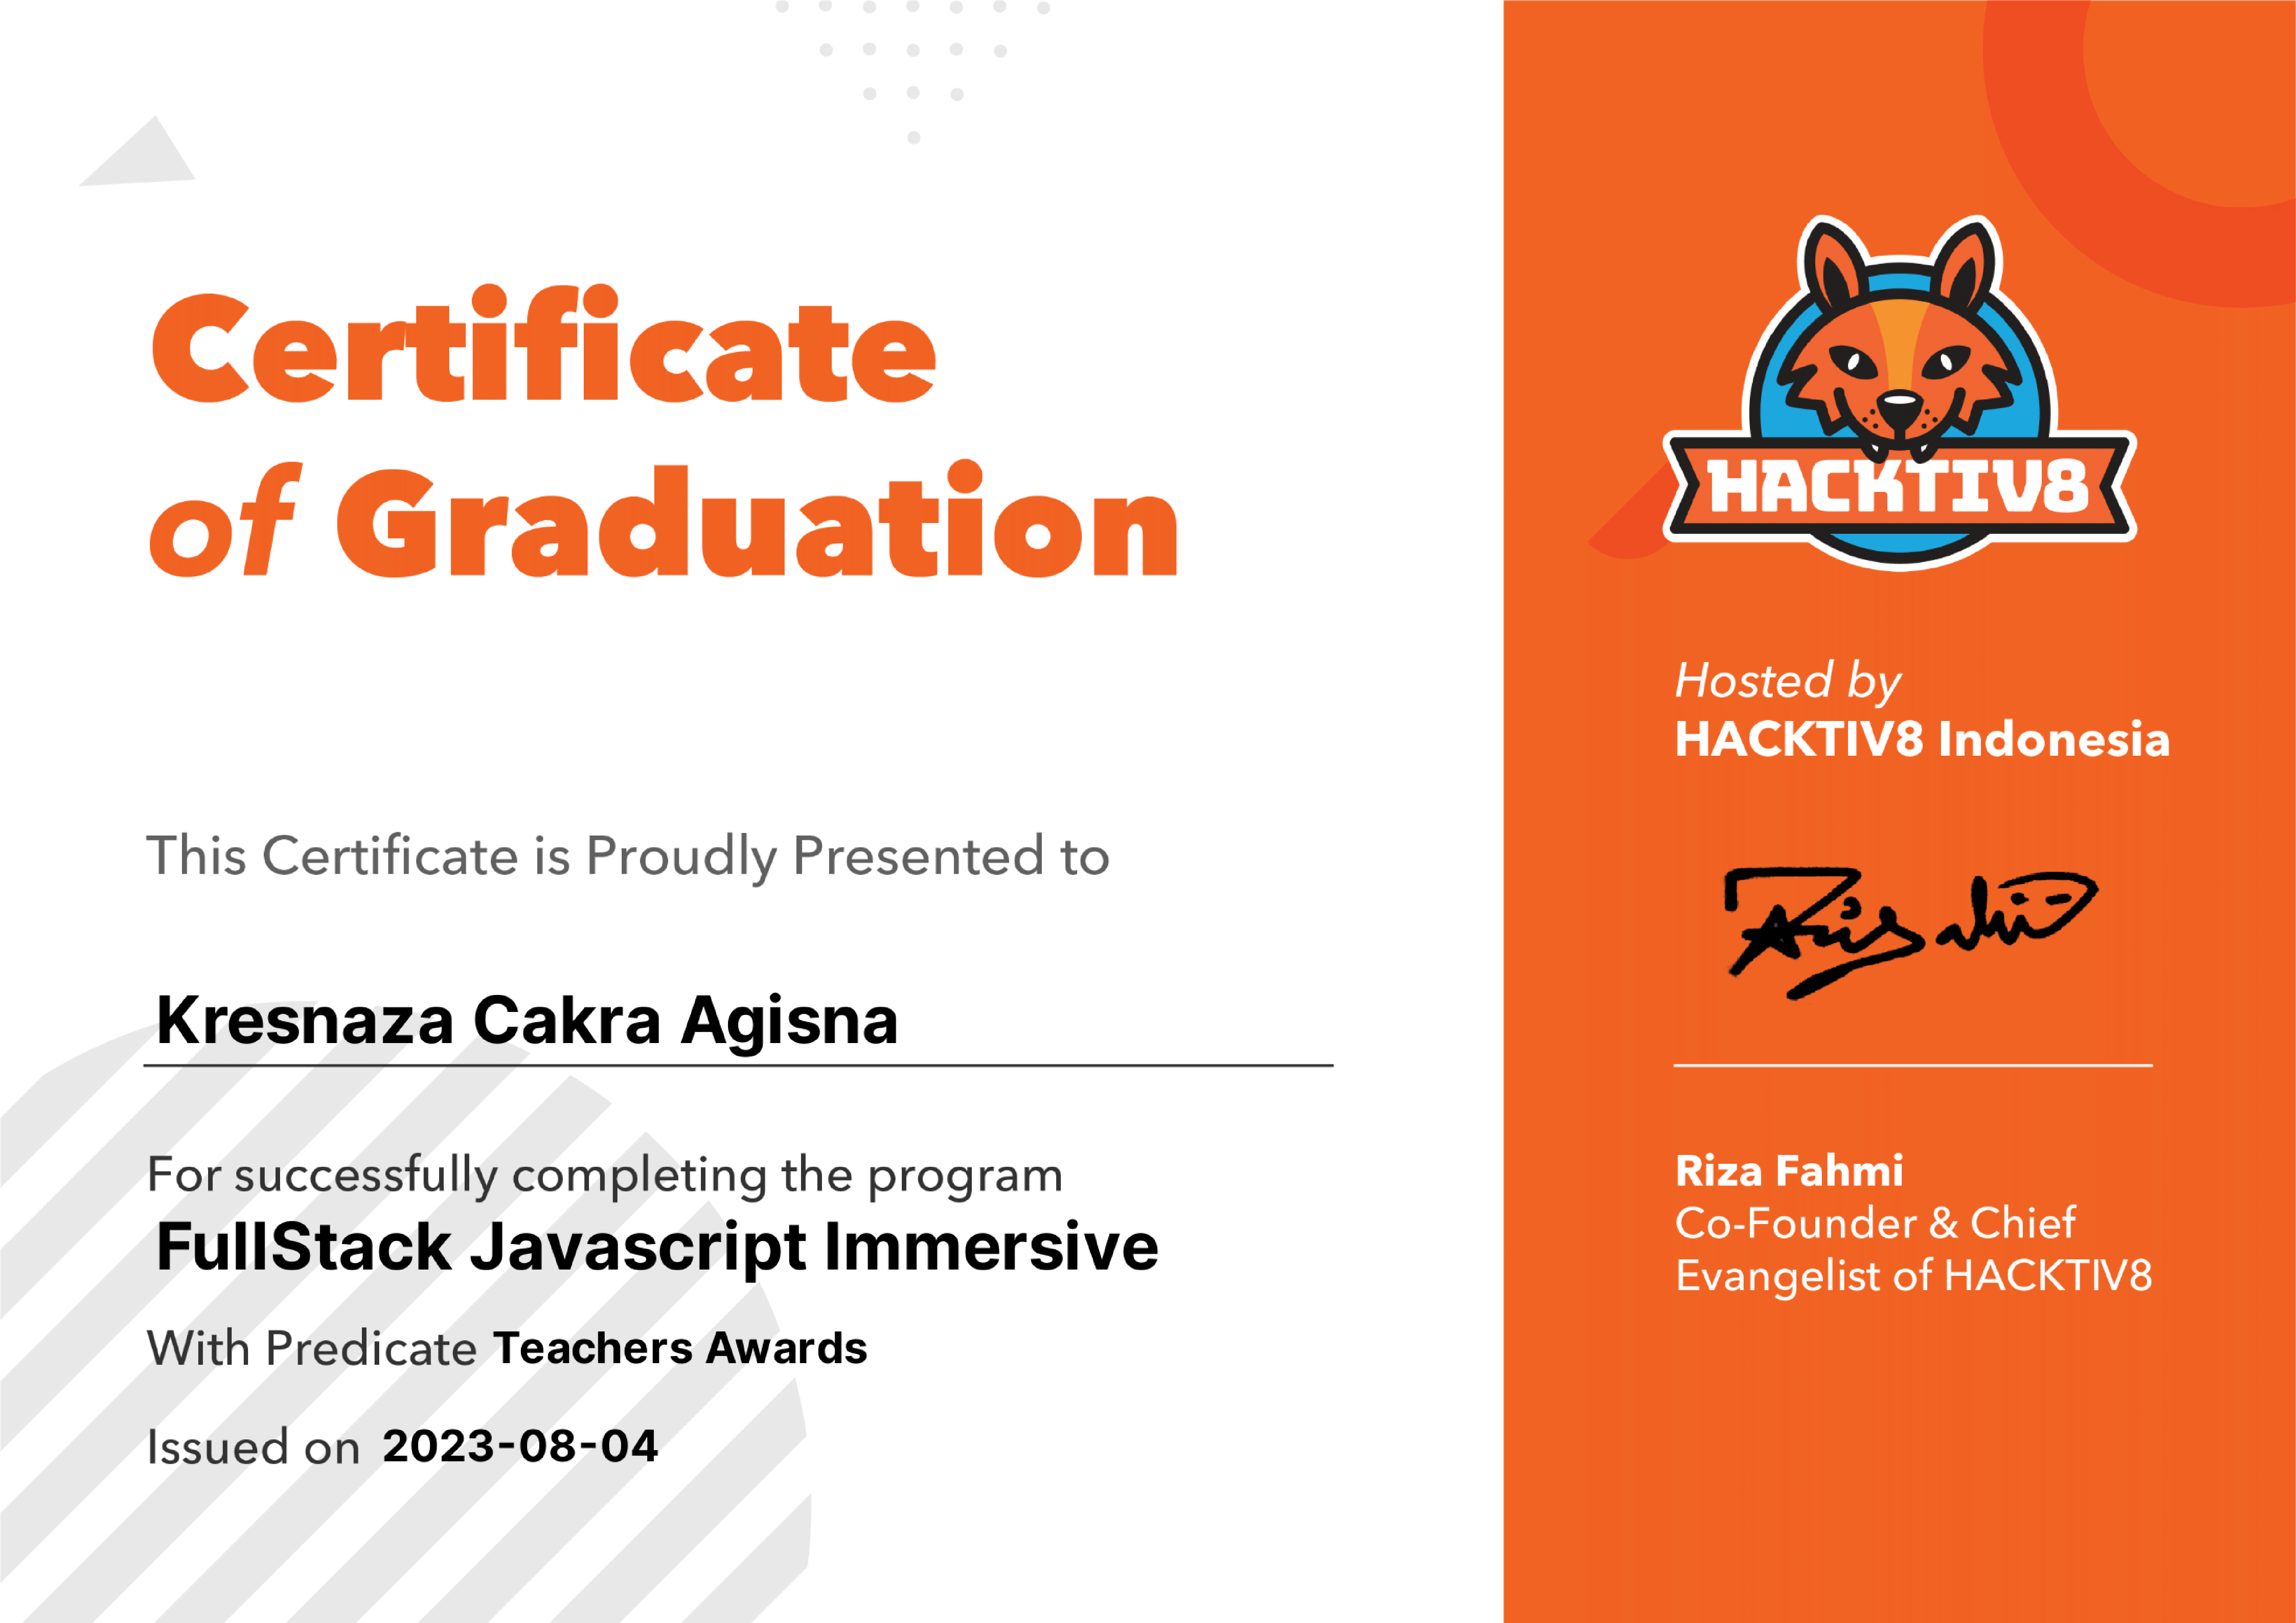 Certificate
of Graduation
This Certificate is Proudly Presented to
Kresnaza Cakra Agisna
For successfully completing the program
FullStack Javascript Immersive
With Predicate Teachers Awards
Issued on 2023-08-04
HACKTIV8
Hosted by
HACKTIV8 Indonesia
Riza Fahmi
Co-Founder & Chief
Evangelist of HACKTIV8